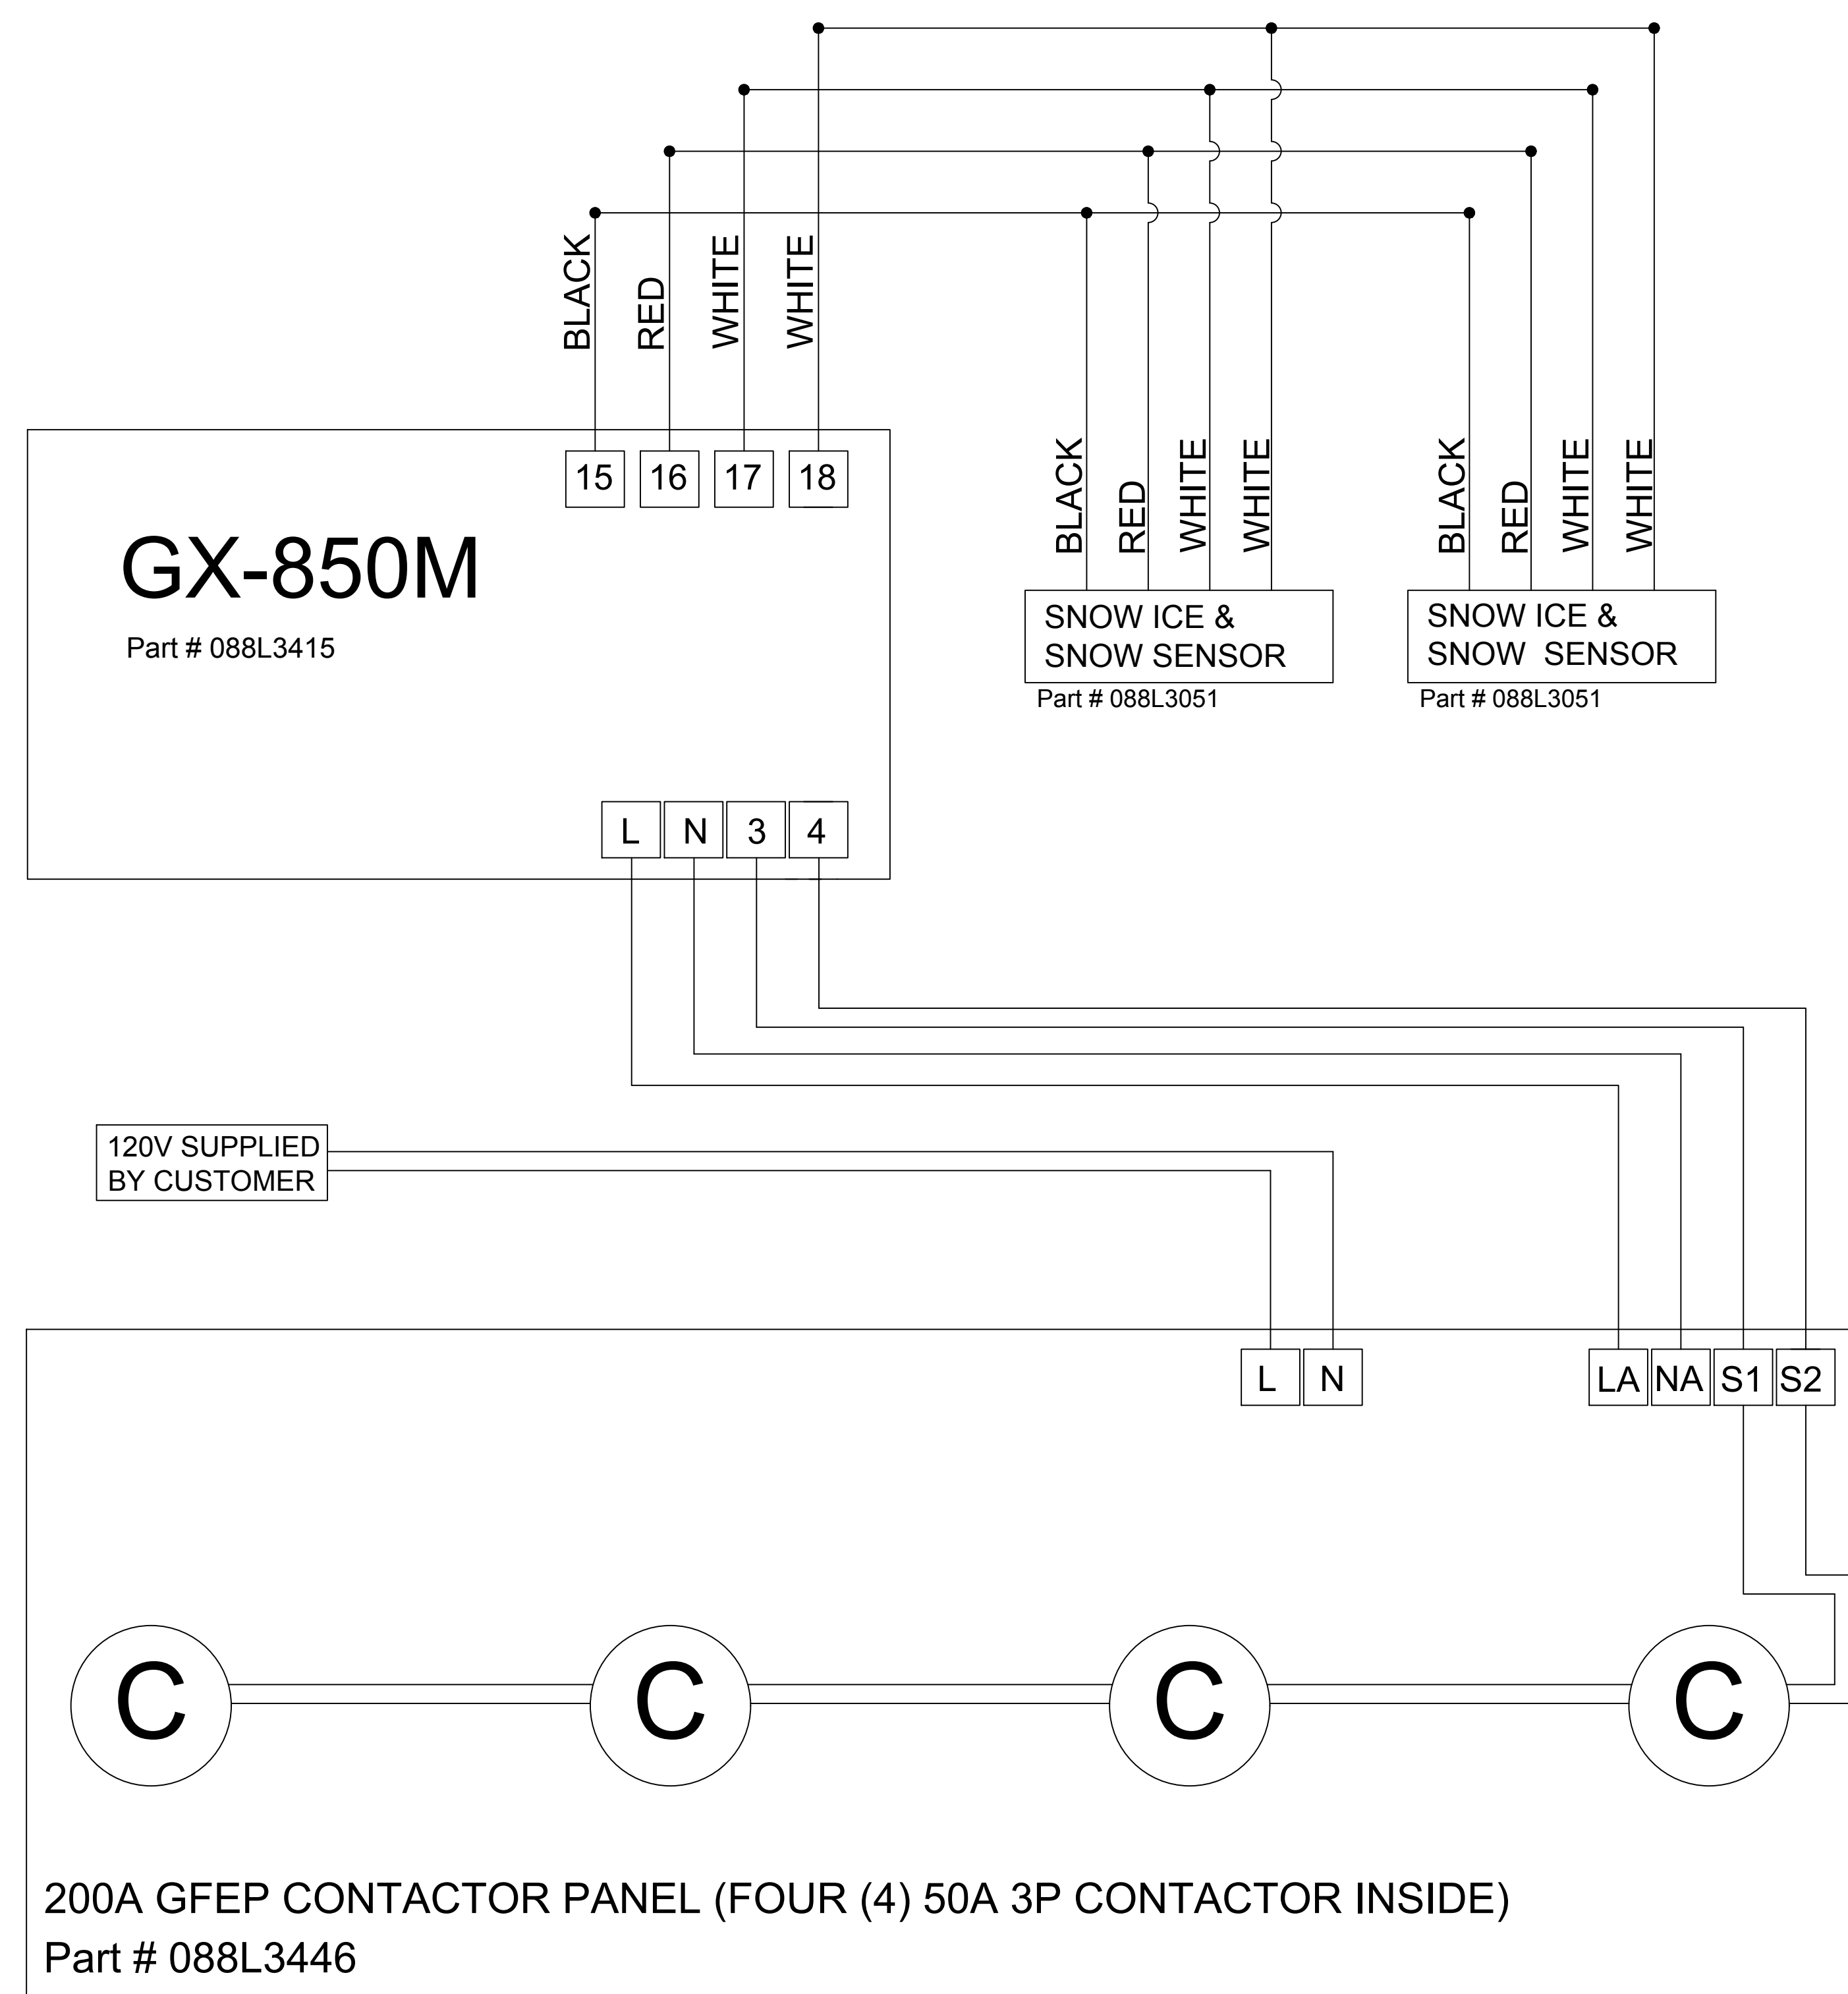 BLACK
RED
WHITE
WHITE
15 16 17 18
GX-850M
Part # 088L3415
L N 3 4
BLACK
RED
WHITE
WHITE
SNOW ICE &
SNOW SENSOR
Part # 088L3051
BLACK
RED
WHITE
WHITE
SNOW ICE &
SNOW SENSOR
Part # 088L3051
120V SUPPLIED
BY CUSTOMER
L N LA NA S1 S2
C C C C
200A GFEP CONTACTOR PANEL (FOUR (4) 50A 3P CONTACTOR INSIDE)
Part # 088L3446